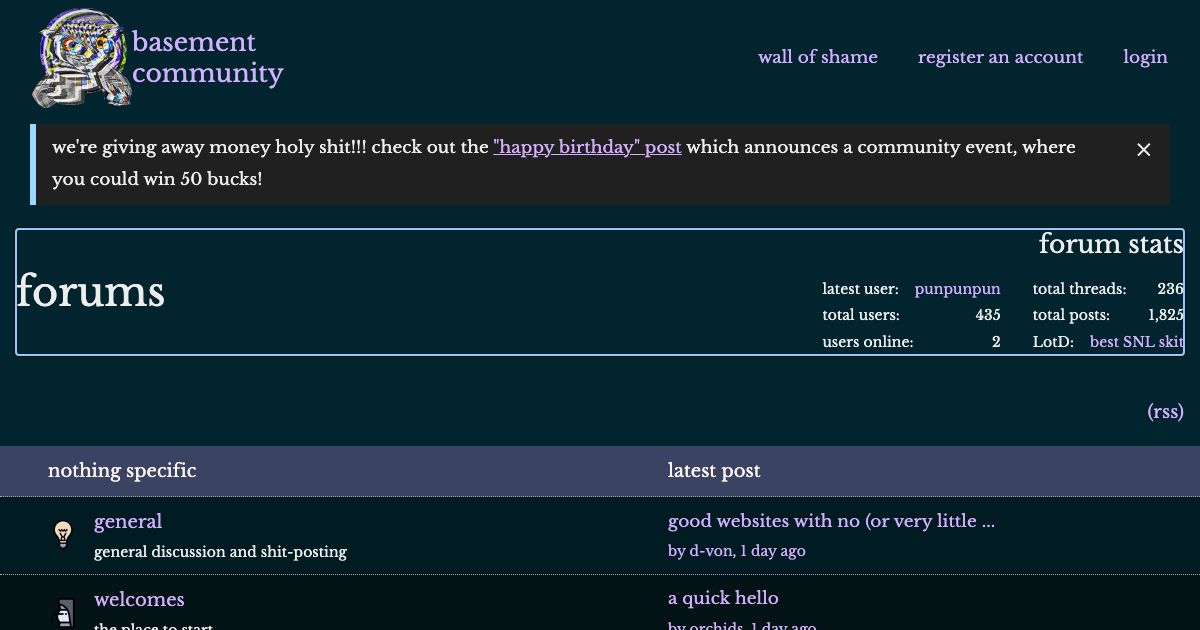 basement
community
wall of shame
register an account
login
we're giving away money holy shit!!! check out the "happy birthday" post which announces a community event, where
you could win 50 bucks!
forums
forum stats
latest user: punpunpun
total threads: 236
total users: 435
total posts: 1,825
users online: 2
LotD: best SNL skit
(rss)
nothing specific
latest post
general
general discussion and shit-posting
good websites with no (or very little ...
by d-von, 1 day ago
welcomes
the place to start
a quick hello
by orchids, 1 day ago